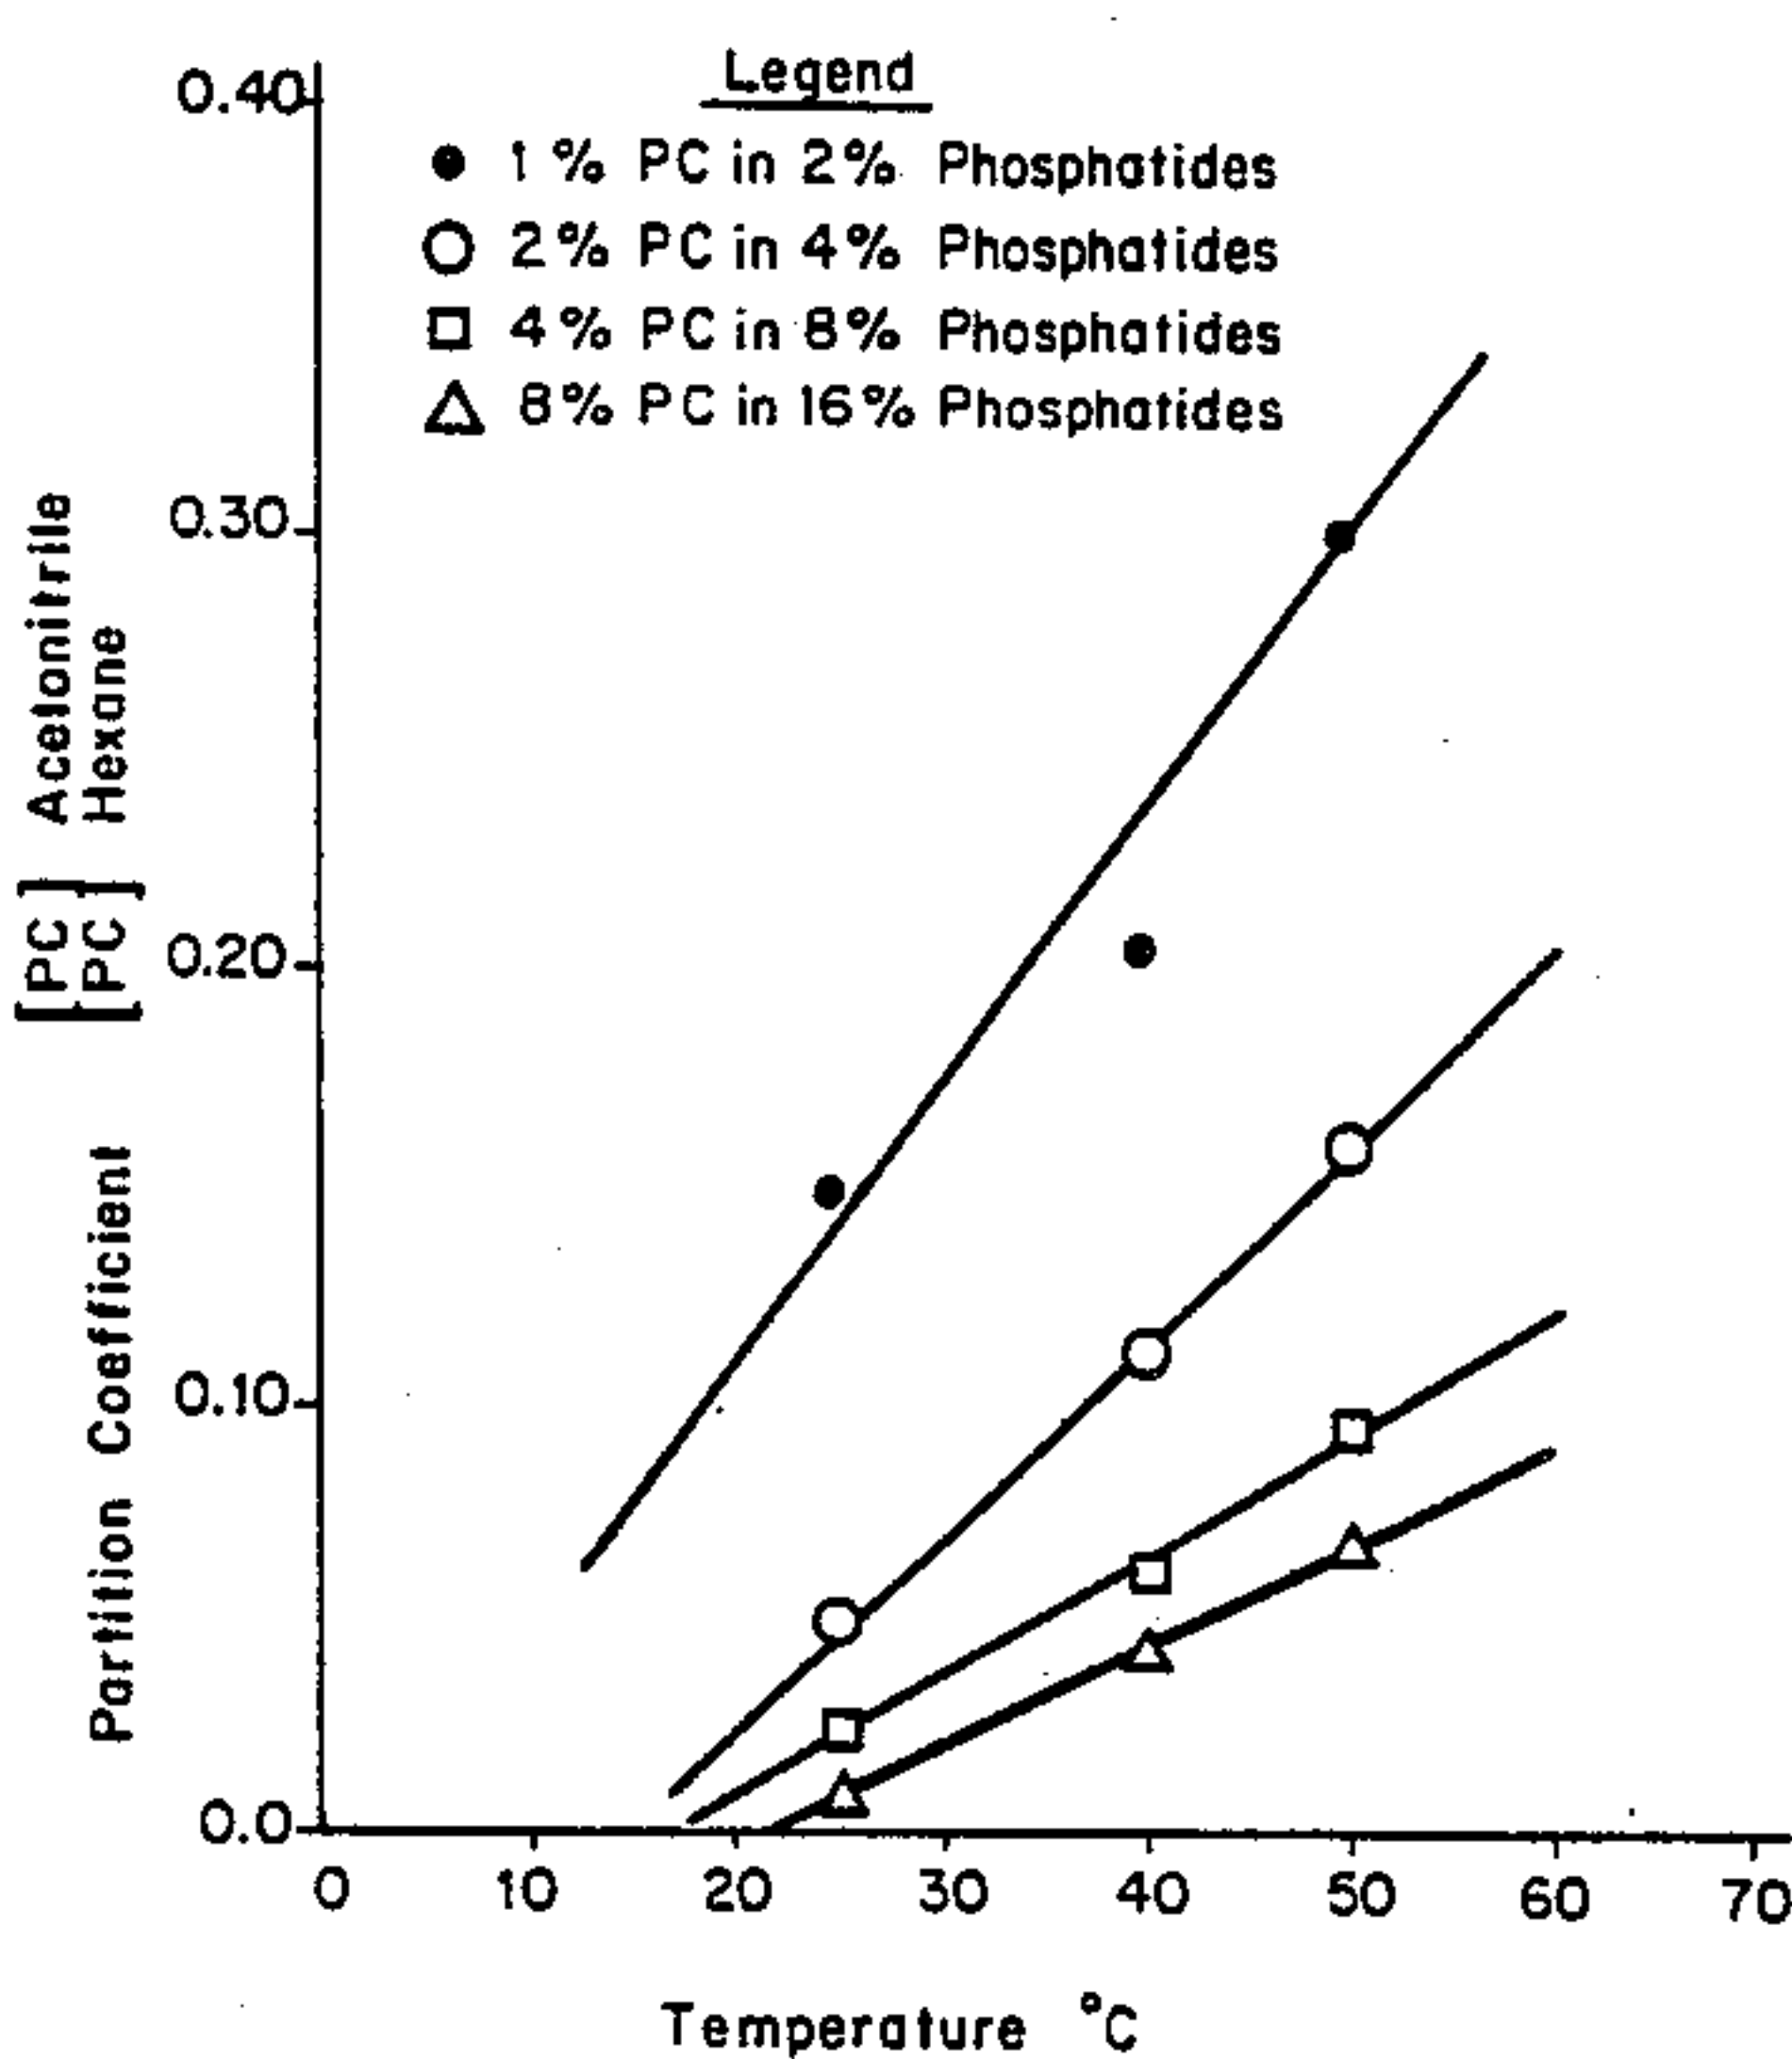 Legend
1% PC in 2% Phosphatides
2% PC in 4% Phosphatides
4% PC in 8% Phosphatides
8% PC in 16% Phosphatides
0.40
0.30
0.20
0.10
0.0
Partition Coefficient
[PC] Acelonitrile
[PC] Hexane
0 10 20 30 40 50 60 70
Temperature °C